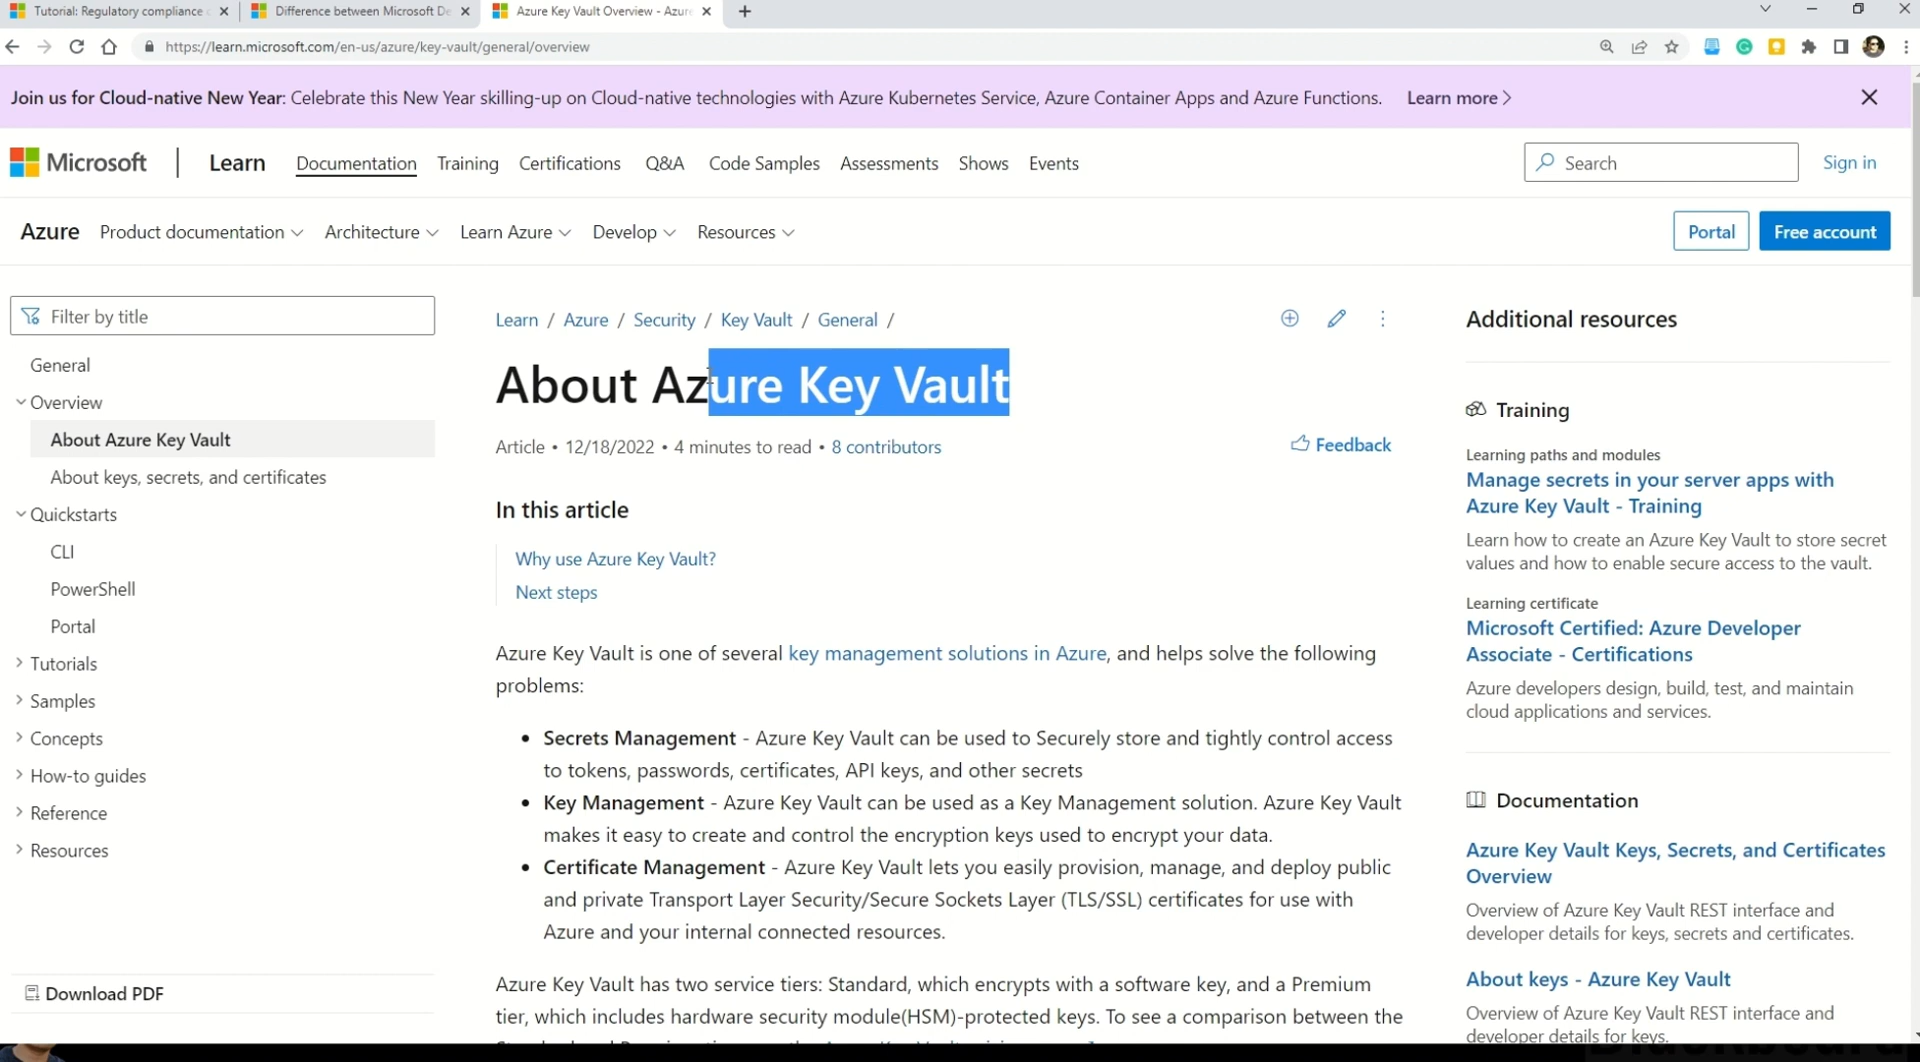 Tutorial: Regulatory compliance
Difference between Microsoft De
Azure Key Vault Overview - Azur
https://learn.microsoft.com/en-us/azure/key-vault/general/overview
Join us for Cloud-native New Year: Celebrate this New Year skilling-up on Cloud-native technologies with Azure Kubernetes Service, Azure Container Apps and Azure Functions. Learn more
Microsoft
Learn
Documentation
Training
Certifications
Q&A
Code Samples
Assessments
Shows
Events
Search
Sign in
Azure
Product documentation
Architecture
Learn Azure
Develop
Resources
Portal
Free account
Filter by title
General
Overview
About Azure Key Vault
About keys, secrets, and certificates
Quickstarts
CLI
PowerShell
Portal
Tutorials
Samples
Concepts
How-to guides
Reference
Resources
Download PDF
Learn / Azure / Security / Key Vault / General /
About Azure Key Vault
Article • 12/18/2022 • 4 minutes to read • 8 contributors
Feedback
In this article
Why use Azure Key Vault?
Next steps
Azure Key Vault is one of several key management solutions in Azure, and helps solve the following
problems:
• Secrets Management - Azure Key Vault can be used to Securely store and tightly control access
to tokens, passwords, certificates, API keys, and other secrets
• Key Management - Azure Key Vault can be used as a Key Management solution. Azure Key Vault
makes it easy to create and control the encryption keys used to encrypt your data.
• Certificate Management - Azure Key Vault lets you easily provision, manage, and deploy public
and private Transport Layer Security/Secure Sockets Layer (TLS/SSL) certificates for use with
Azure and your internal connected resources.
Azure Key Vault has two service tiers: Standard, which encrypts with a software key, and a Premium
tier, which includes hardware security module(HSM)-protected keys. To see a comparison between the
Additional resources
Training
Learning paths and modules
Manage secrets in your server apps with
Azure Key Vault - Training
Learn how to create an Azure Key Vault to store secret
values and how to enable secure access to the vault.
Learning certificate
Microsoft Certified: Azure Developer
Associate - Certifications
Azure developers design, build, test, and maintain
cloud applications and services.
Documentation
Azure Key Vault Keys, Secrets, and Certificates
Overview
Overview of Azure Key Vault REST interface and
developer details for keys, secrets and certificates.
About keys - Azure Key Vault
Overview of Azure Key Vault REST interface and
developer details for keys.